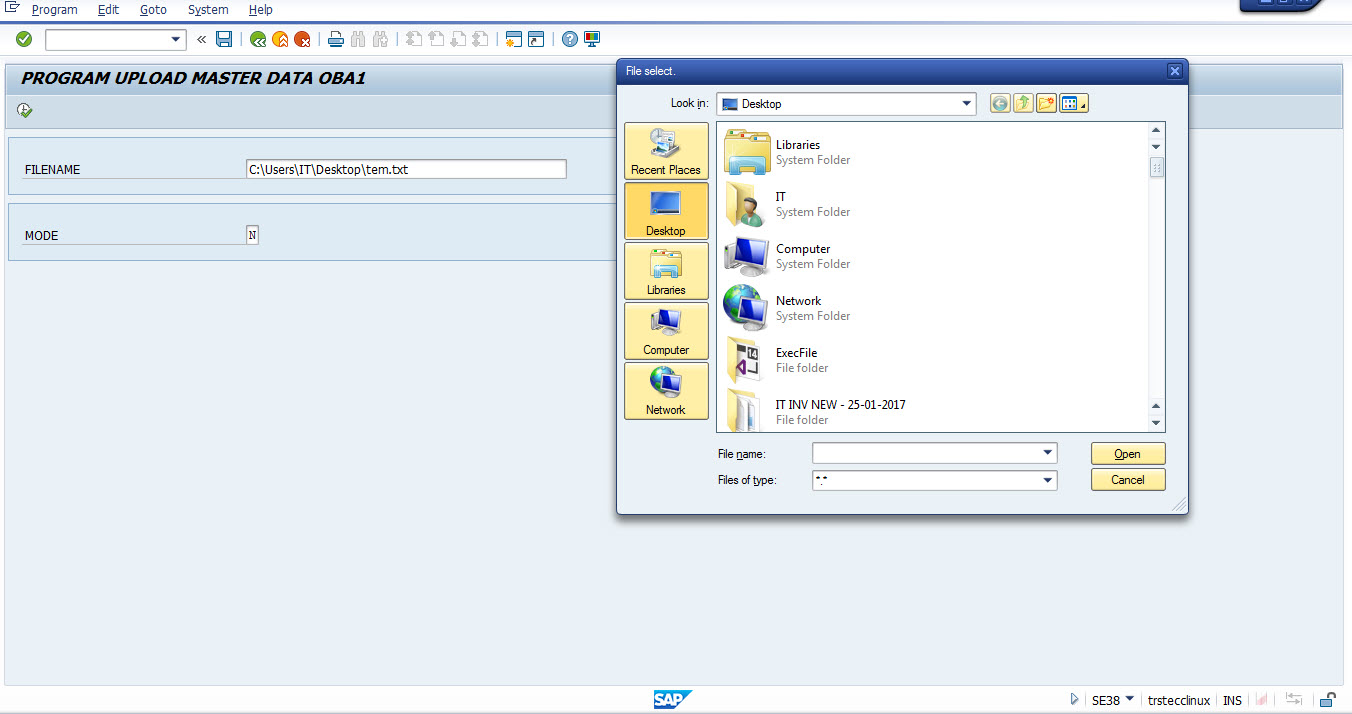 Program Edit Goto System Help
«
PROGRAM UPLOAD MASTER DATA OBA1
FILENAME C:\Users\IT\Desktop\tem.txt
MODE N
File select.
Look in: Desktop
Recent Places
Desktop
Libraries
Computer
Network
Libraries
System Folder
IT
System Folder
Computer
System Folder
Network
System Folder
14
ExecFile
File folder
IT INV NEW - 25-01-2017
File folder
File name: Open
Files of type: *.* Cancel
SAP SE38 trstecclinux INS